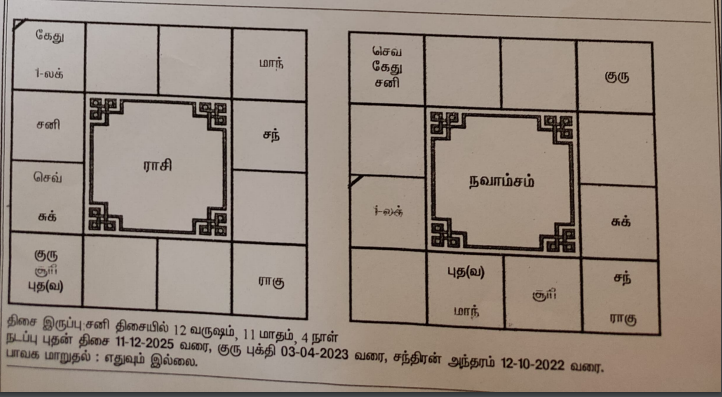 கேது
1-லக்
மாந்
சனி
சந்
செவ்
சுக்
ராசி
குரு
சூரி
புத(வ)
ராகு
செவ
கேது
சனி
குரு
1-லக்
நவாம்சம்
சுக்
புத(வ)
மாந்
சூரி
சந்
ராகு
திசை இருப்பு-சனி திசையில் 12 வருஷம், 11 மாதம், 4 நாள்
நடப்பு புதன் திசை 11-12-2025 வரை, குரு புக்தி 03-04-2023 வரை, சந்திரன் அந்தரம் 12-10-2022 வரை.
பாவக மாறுதல் : எதுவும் இல்லை.